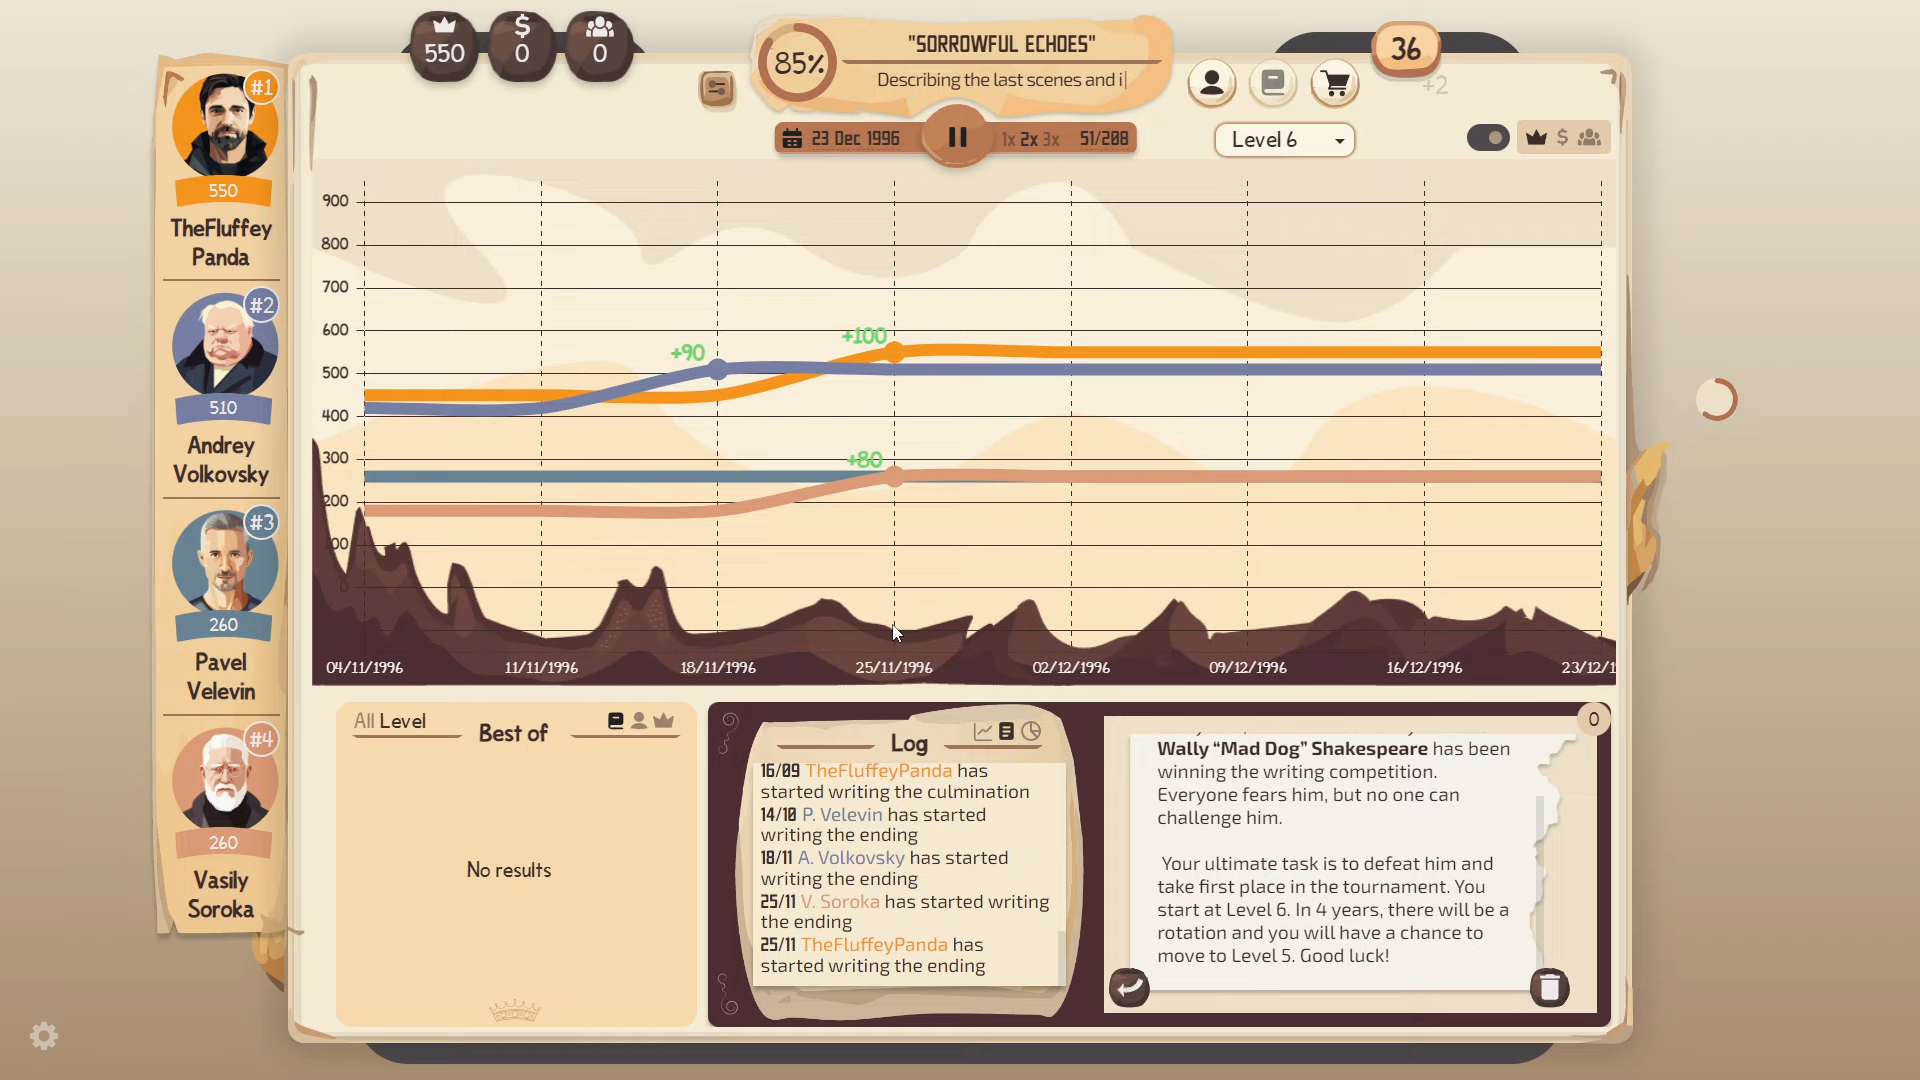 550
$
0
0
85%
"SORROWFUL ECHOES"
Describing the last scenes and i
36
+2
23 Dec 1996
1x 2x 3x
51/208
Level 6
$
#1
550
TheFluffey
Panda
#2
510
Andrey
Volkovsky
#3
260
Pavel
Velevin
#4
260
Vasily
Soroka
900
800
700
600
500
400
300
200
100
0
+90
+100
+80
04/11/1996
11/11/1996
18/11/1996
25/11/1996
02/12/1996
09/12/1996
16/12/1996
23/12/1
All Level
Best of
No results
Log
16/09 TheFluffeyPanda has
started writing the culmination
14/10 P. Velevin has started
writing the ending
18/11 A. Volkovsky has started
writing the ending
25/11 V. Soroka has started writing
the ending
25/11 TheFluffeyPanda has
started writing the ending
0
Wally “Mad Dog” Shakespeare has been
winning the writing competition.
Everyone fears him, but no one can
challenge him.
Your ultimate task is to defeat him and
take first place in the tournament. You
start at Level 6. In 4 years, there will be a
rotation and you will have a chance to
move to Level 5. Good luck!